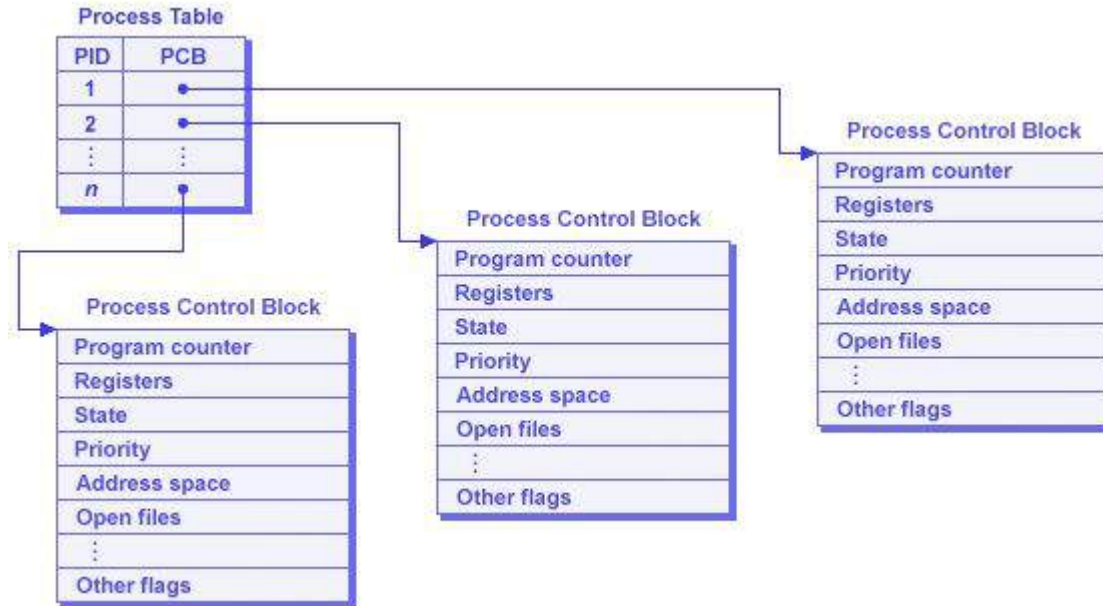 Process Table
PID PCB
1
2
⋮ ⋮
n
Process Control Block
Program counter
Registers
State
Priority
Address space
Open files
⋮
Other flags
Process Control Block
Program counter
Registers
State
Priority
Address space
Open files
⋮
Other flags
Process Control Block
Program counter
Registers
State
Priority
Address space
Open files
⋮
Other flags